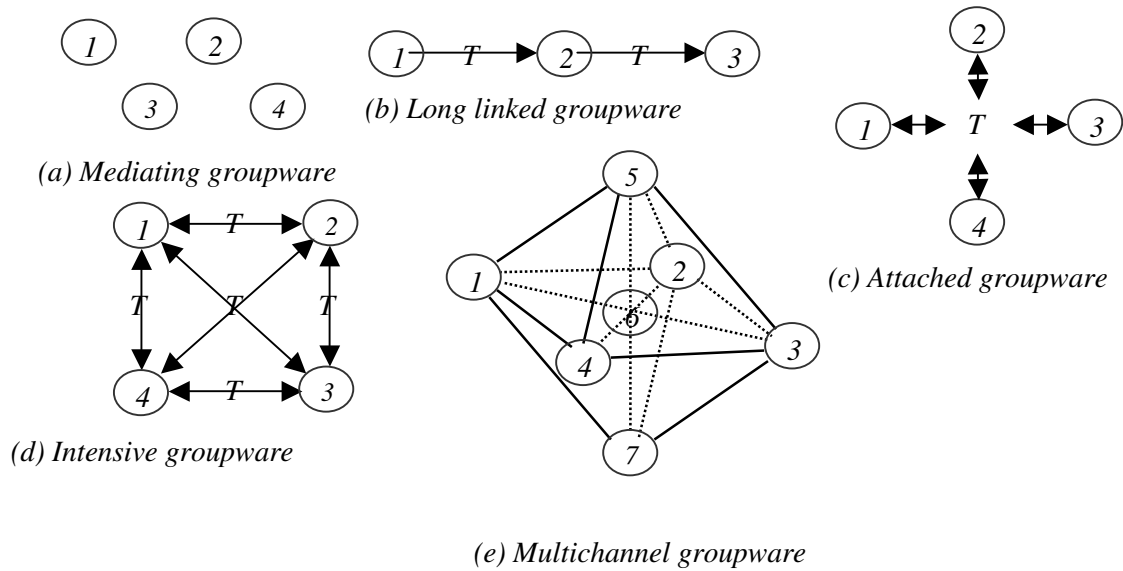 1 2
3 4
(a) Mediating groupware
1 T 2 T 3
(b) Long linked groupware
2
1 T 3
4
(c) Attached groupware
1 T 2
T T T
4 T 3
(d) Intensive groupware
5
1 2
6
4 3
7
(e) Multichannel groupware